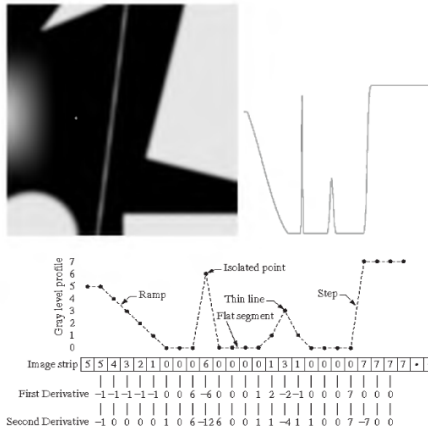 7
6
5
4
3
2
1
0
Gray level profile
Ramp
Isolated point
Thin line
Flat segment
Step
Image strip 5 5 4 3 2 1 0 0 0 6 0 0 0 0 1 3 1 0 0 0 0 7 7 7 7 • •
First Derivative −1 −1 −1 −1 −1 0 0 6 −6 0 0 0 1 2 −2 −1 0 0 0 7 0 0 0
Second Derivative −1 0 0 0 0 1 0 6 −12 6 0 0 1 1 −4 1 1 0 0 7 −7 0 0